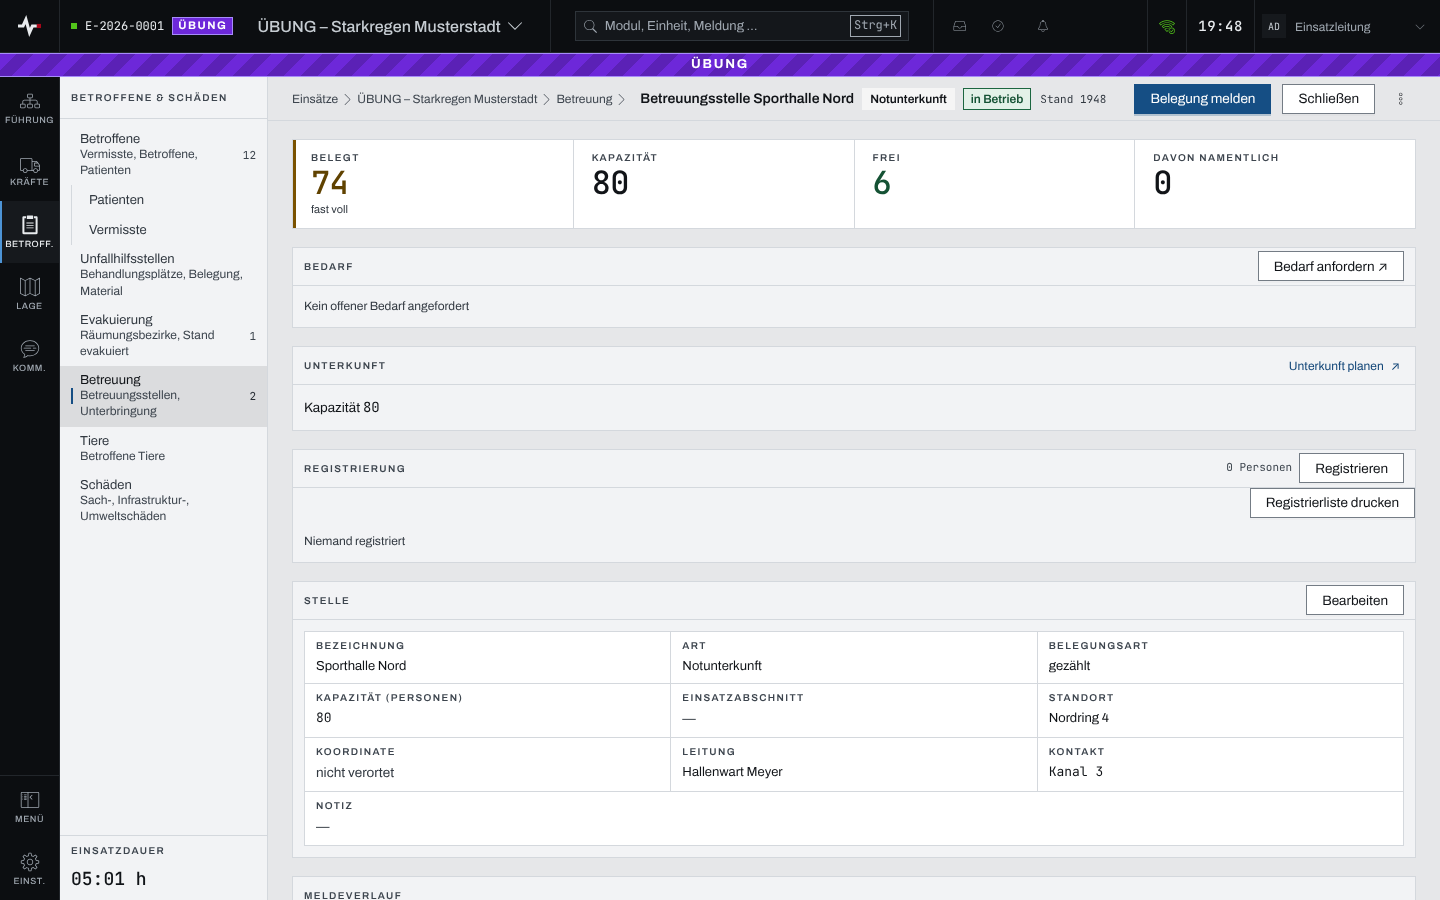 E-2026-0001 ÜBUNG ÜBUNG – Starkregen Musterstadt
Modul, Einheit, Meldung ... Strg+K
19:48
AD Einsatzleitung
ÜBUNG
FÜHRUNG
KRÄFTE
BETROFF.
LAGE
KOMM.
MENÜ
EINST.
BETROFFENE & SCHÄDEN
Betroffene
Vermisste, Betroffene, 12
Patienten
Patienten
Vermisste
Unfallhilfsstellen
Behandlungsplätze, Belegung,
Material
Evakuierung
Räumungsbezirke, Stand 1
evakuiert
Betreuung
Betreuungsstellen, 2
Unterbringung
Tiere
Betroffene Tiere
Schäden
Sach-, Infrastruktur-,
Umweltschäden
EINSATZDAUER
05:01 h
Einsätze ÜBUNG – Starkregen Musterstadt Betreuung Betreuungsstelle Sporthalle Nord Notunterkunft in Betrieb Stand 1948 Belegung melden Schließen
BELEGT KAPAZITÄT FREI DAVON NAMENTLICH
74 80 6 0
fast voll
BEDARF Bedarf anfordern
Kein offener Bedarf angefordert
UNTERKUNFT Unterkunft planen
Kapazität 80
REGISTRIERUNG 0 Personen Registrieren
Registrierliste drucken
Niemand registriert
STELLE Bearbeiten
BEZEICHNUNG ART BELEGUNGSART
Sporthalle Nord Notunterkunft gezählt
KAPAZITÄT (PERSONEN) EINSATZABSCHNITT STANDORT
80 — Nordring 4
KOORDINATE LEITUNG KONTAKT
nicht verortet Hallenwart Meyer Kanal 3
NOTIZ
—
MELDEVERLAUF